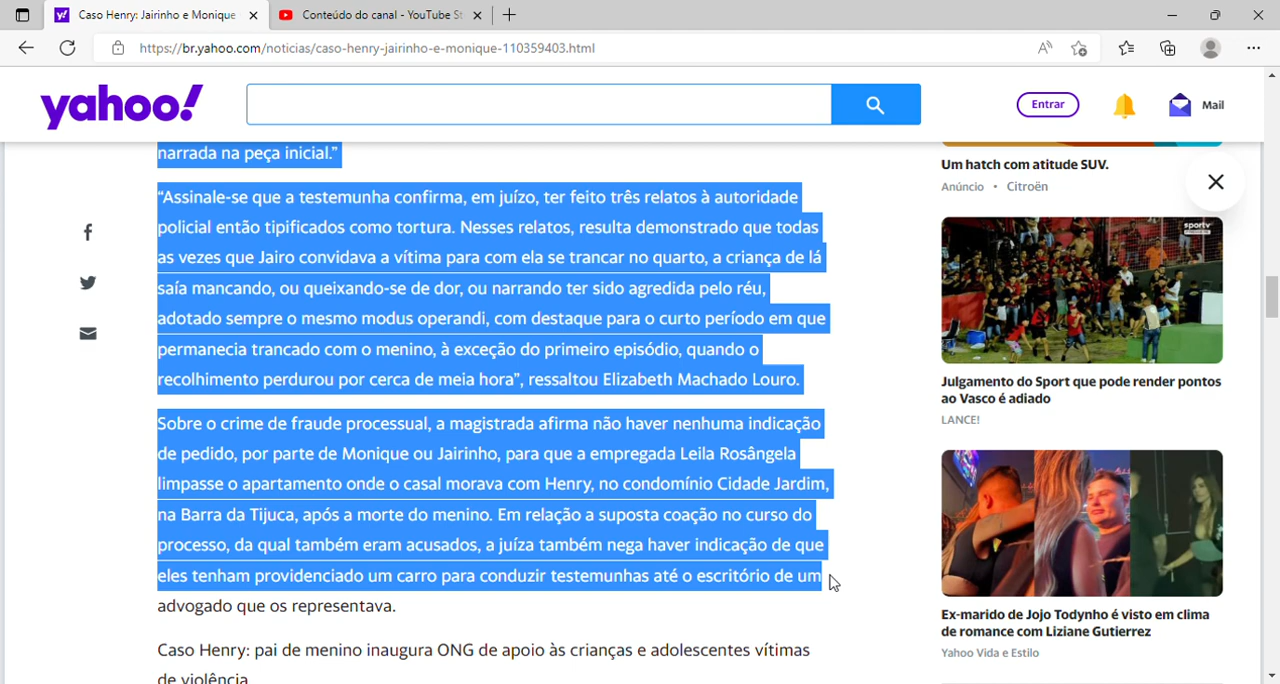 Caso Henry: Jairinho e Monique
Conteúdo do canal - YouTube St
https://br.yahoo.com/noticias/caso-henry-jairinho-e-monique-110359403.html
yahoo!
Entrar
Mail
narrada na peça inicial.”
“Assinale-se que a testemunha confirma, em juízo, ter feito três relatos à autoridade
policial então tipificados como tortura. Nesses relatos, resulta demonstrado que todas
as vezes que Jairo convidava a vítima para com ela se trancar no quarto, a criança de lá
saía mancando, ou queixando-se de dor, ou narrando ter sido agredida pelo réu,
adotado sempre o mesmo modus operandi, com destaque para o curto período em que
permanecia trancado com o menino, à exceção do primeiro episódio, quando o
recolhimento perdurou por cerca de meia hora”, ressaltou Elizabeth Machado Louro.
Sobre o crime de fraude processual, a magistrada afirma não haver nenhuma indicação
de pedido, por parte de Monique ou Jairinho, para que a empregada Leila Rosângela
limpasse o apartamento onde o casal morava com Henry, no condomínio Cidade Jardim,
na Barra da Tijuca, após a morte do menino. Em relação a suposta coação no curso do
processo, da qual também eram acusados, a juíza também nega haver indicação de que
eles tenham providenciado um carro para conduzir testemunhas até o escritório de um
advogado que os representava.
Caso Henry: pai de menino inaugura ONG de apoio às crianças e adolescentes vítimas
de violência
Um hatch com atitude SUV.
Anúncio • Citroën
sportv
Julgamento do Sport que pode render pontos
ao Vasco é adiado
LANCE!
Ex-marido de Jojo Todynho é visto em clima
de romance com Liziane Gutierrez
Yahoo Vida e Estilo